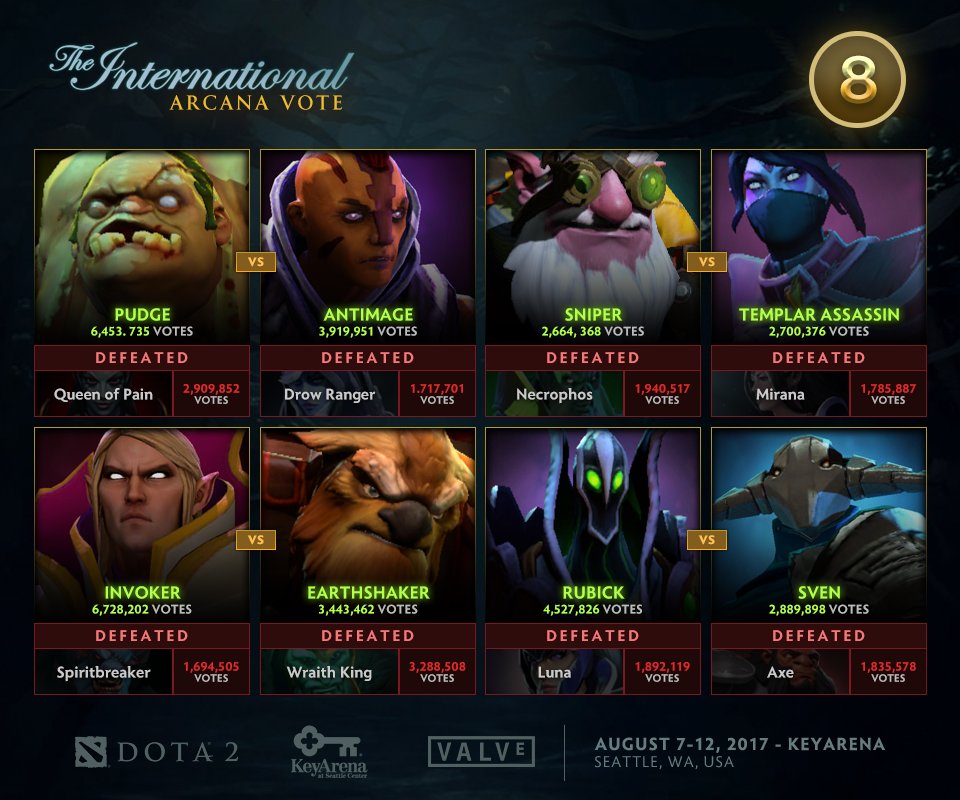 The International
ARCANA VOTE
8
PUDGE
6,453. 735 VOTES
VS
ANTIMAGE
3,919,951 VOTES
SNIPER
2,664, 368 VOTES
VS
TEMPLAR ASSASSIN
2,700,376 VOTES
DEFEATED
DEFEATED
DEFEATED
DEFEATED
Queen of Pain
2,909,852
VOTES
Drow Ranger
1.717,701
VOTES
Necrophos
1,940,517
VOTES
Mirana
1,785,887
VOTES
INVOKER
6,728,202 VOTES
VS
EARTHSHAKER
3,443,462 VOTES
RUBICK
4,527,826 VOTES
VS
SVEN
2,889,898 VOTES
DEFEATED
DEFEATED
DEFEATED
DEFEATED
Spiritbreaker
1,694,505
VOTES
Wraith King
3,288,508
VOTES
Luna
1,892,119
VOTES
Axe
1,835,578
VOTES
DOTA 2
KeyArena
at Seattle Center
VALVE
AUGUST 7-12, 2017 - KEYARENA
SEATTLE, WA, USA